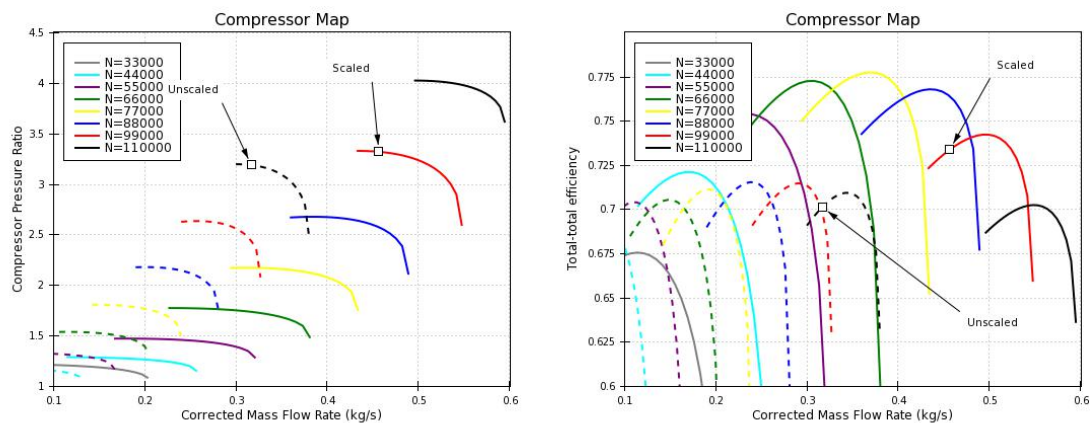 Compressor Map
4.5
4
3.5
3
2.5
2
1.5
1
Compressor Pressure Ratio
N=33000
N=44000
N=55000
N=66000
N=77000
N=88000
N=99000
N=110000
Unscaled
Scaled
0.1 0.2 0.3 0.4 0.5 0.6
Corrected Mass Flow Rate (kg/s)
Compressor Map
0.775
0.75
0.725
0.7
0.675
0.65
0.625
0.6
Total-total efficiency
N=33000
N=44000
N=55000
N=66000
N=77000
N=88000
N=99000
N=110000
Scaled
Unscaled
0.1 0.2 0.3 0.4 0.5 0.6
Corrected Mass Flow Rate (kg/s)